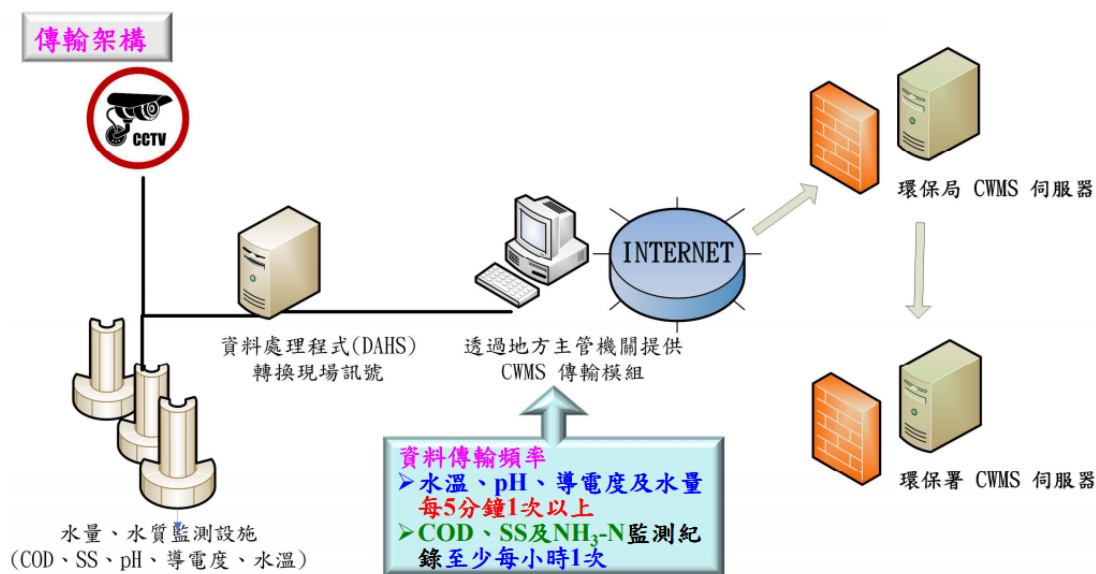 傳輸架構
CCTV
環保局 CWMS 伺服器
INTERNET
資料處理程式(DAHS)
轉換現場訊號
透過地方主管機關提供
CWMS 傳輸模組
資料傳輸頻率
➤水溫、pH、導電度及水量
每5分鐘1次以上
➤COD、SS及NH₃-N監測紀
錄至少每小時1次
環保署 CWMS 伺服器
水量、水質監測設施
(COD、SS、pH、導電度、水溫)